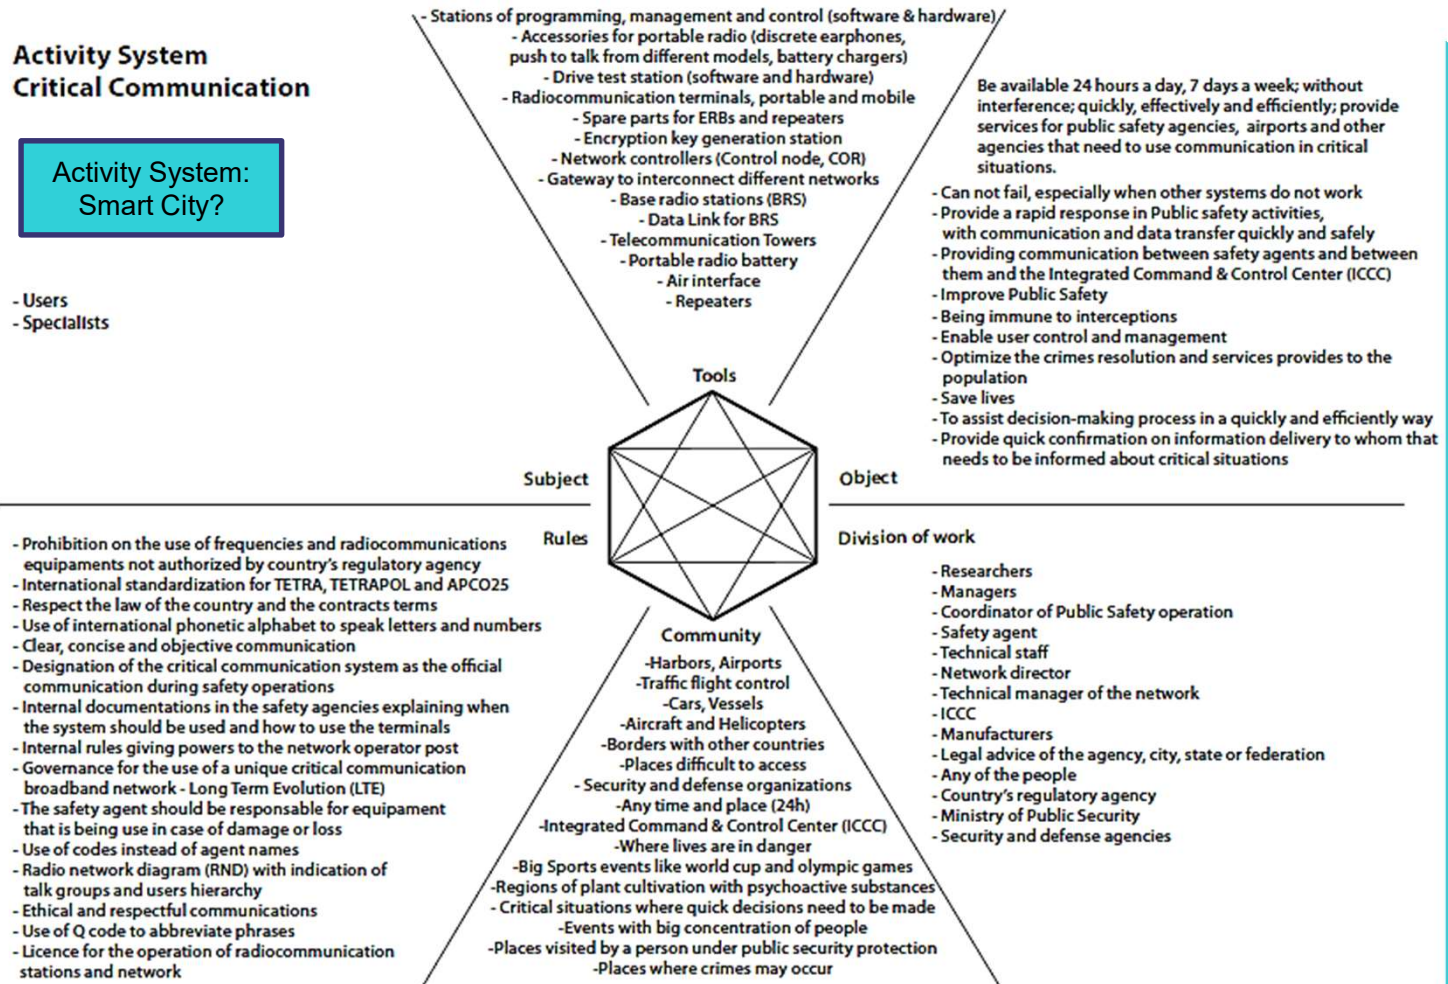 Activity System
Critical Communication
Activity System:
Smart City?
- Users
- Specialists
- Stations of programming, management and control (software & hardware)
- Accessories for portable radio (discrete earphones,
push to talk from different models, battery chargers)
- Drive test station (software and hardware)
- Radiocommunication terminals, portable and mobile
- Spare parts for ERBs and repeaters
- Encryption key generation station
- Network controllers (Control node, COR)
- Gateway to interconnect different networks
- Base radio stations (BRS)
- Data Link for BRS
- Telecommunication Towers
- Portable radio battery
- Air interface
- Repeaters
Tools
Be available 24 hours a day, 7 days a week; without
interference; quickly, effectively and efficiently; provide
services for public safety agencies, airports and other
agencies that need to use communication in critical
situations.
- Can not fail, especially when other systems do not work
- Provide a rapid response in Public safety activities,
with communication and data transfer quickly and safely
- Providing communication between safety agents and between
them and the Integrated Command & Control Center (ICCC)
- Improve Public Safety
- Being immune to interceptions
- Enable user control and management
- Optimize the crimes resolution and services provides to the
population
- Save lives
- To assist decision-making process in a quickly and efficiently way
- Provide quick confirmation on information delivery to whom that
needs to be informed about critical situations
Subject
Object
Rules
Division of work
- Prohibition on the use of frequencies and radiocommunications
equipaments not authorized by country's regulatory agency
- International standardization for TETRA, TETRAPOL and APCO25
- Respect the law of the country and the contracts terms
- Use of international phonetic alphabet to speak letters and numbers
- Clear, concise and objective communication
- Designation of the critical communication system as the official
communication during safety operations
- Internal documentations in the safety agencies explaining when
the system should be used and how to use the terminals
- Internal rules giving powers to the network operator post
- Governance for the use of a unique critical communication
broadband network - Long Term Evolution (LTE)
- The safety agent should be responsable for equipament
that is being use in case of damage or loss
- Use of codes instead of agent names
- Radio network diagram (RND) with indication of
talk groups and users hierarchy
- Ethical and respectful communications
- Use of Q code to abbreviate phrases
- Licence for the operation of radiocommunication
stations and network
Community
-Harbors, Airports
-Traffic flight control
-Cars, Vessels
-Aircraft and Helicopters
-Borders with other countries
-Places difficult to access
- Security and defense organizations
-Any time and place (24h)
-Integrated Command & Control Center (ICCC)
-Where lives are in danger
-Big Sports events like world cup and olympic games
-Regions of plant cultivation with psychoactive substances
- Critical situations where quick decisions need to be made
-Events with big concentration of people
-Places visited by a person under public security protection
-Places where crimes may occur
- Researchers
- Managers
- Coordinator of Public Safety operation
- Safety agent
- Technical staff
- Network director
- Technical manager of the network
- ICCC
- Manufacturers
- Legal advice of the agency, city, state or federation
- Any of the people
- Country's regulatory agency
- Ministry of Public Security
- Security and defense agencies